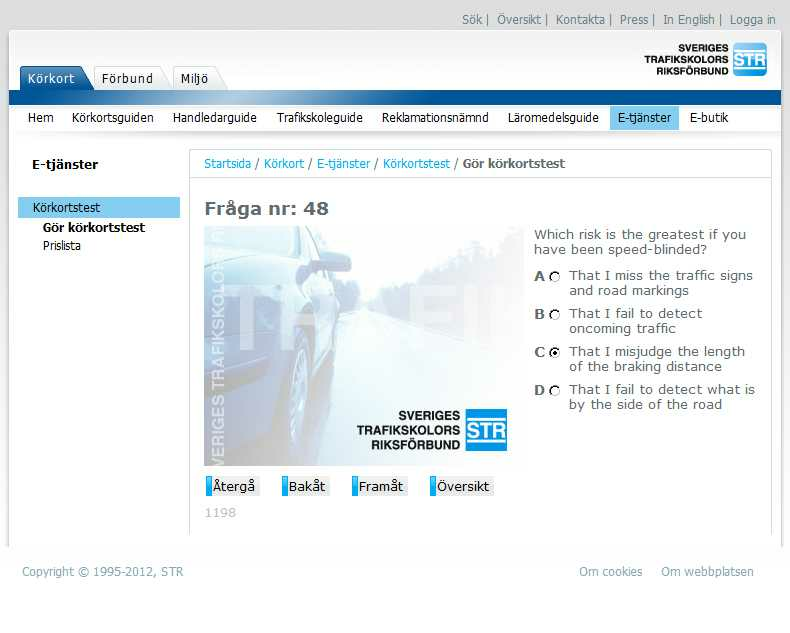 Sök | Översikt | Kontakta | Press | In English | Logga in
SVERIGES
TRAFIKSKOLORS
RIKSFÖRBUND
STR
Körkort Förbund Miljö
Hem Körkortsguiden Handledarguide Trafikskoleguide Reklamationsnämnd Läromedelsguide E-tjänster E-butik
E-tjänster
Körkortstest
Gör körkortstest
Prislista
Startsida / Körkort / E-tjänster / Körkortstest / Gör körkortstest
Fråga nr: 48
SVERIGES
TRAFIKSKOLORS
RIKSFÖRBUND
STR
Which risk is the greatest if you
have been speed-blinded?
A That I miss the traffic signs
and road markings
B That I fail to detect
oncoming traffic
C That I misjudge the length
of the braking distance
D That I fail to detect what is
by the side of the road
Återgå Bakåt Framåt Översikt
1198
Copyright © 1995-2012, STR
Om cookies Om webbplatsen